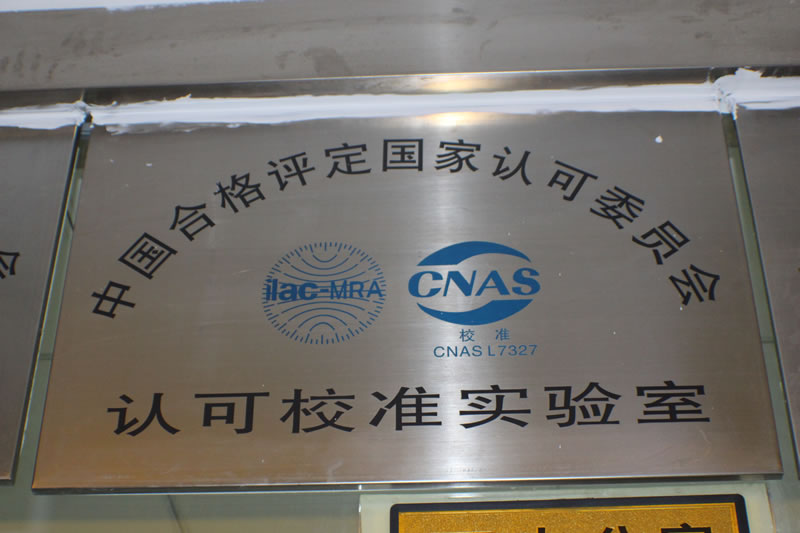 中国合格评定国家认可委员会
ilac-MRA
CNAS
校准
CNAS L7327
认可校准实验室